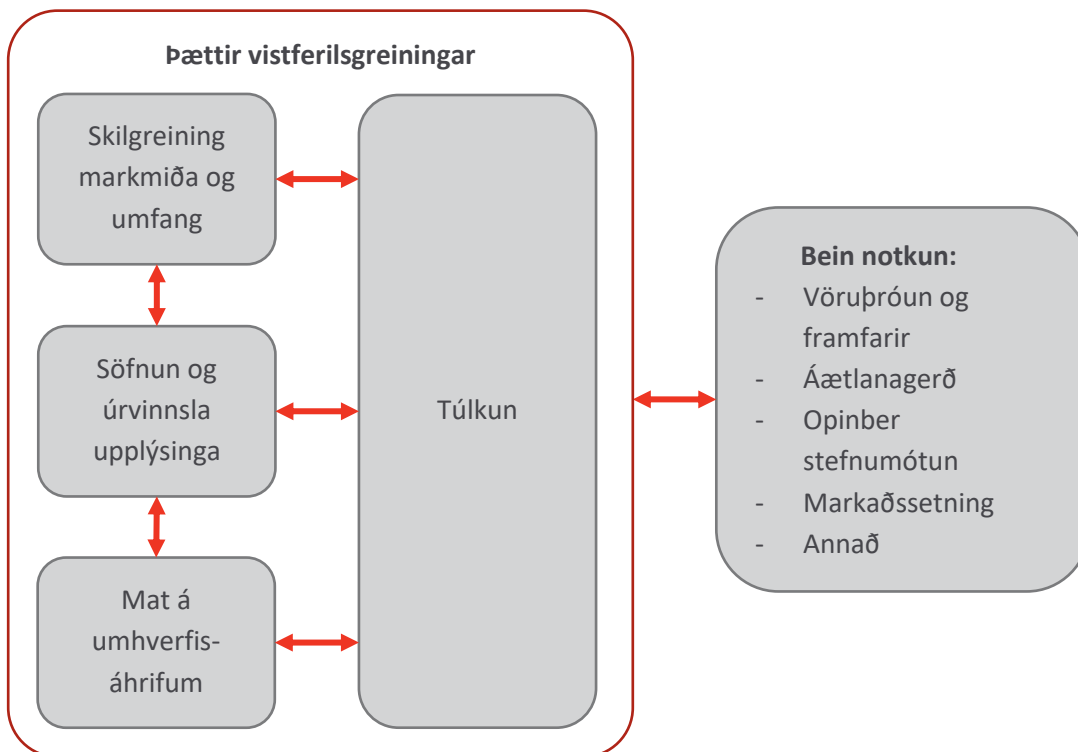 Þættir vistferilsgreiningar
Skilgreining
markmiða og
umfang
Söfnun og
úrvinnsla
upplýsinga
Mat á
umhverfis-
áhrifum
Túlkun
Bein notkun:
- Vöruþróun og
framfarir
- Áætlanagerð
- Opinber
stefnumótun
- Markaðssetning
- Annað